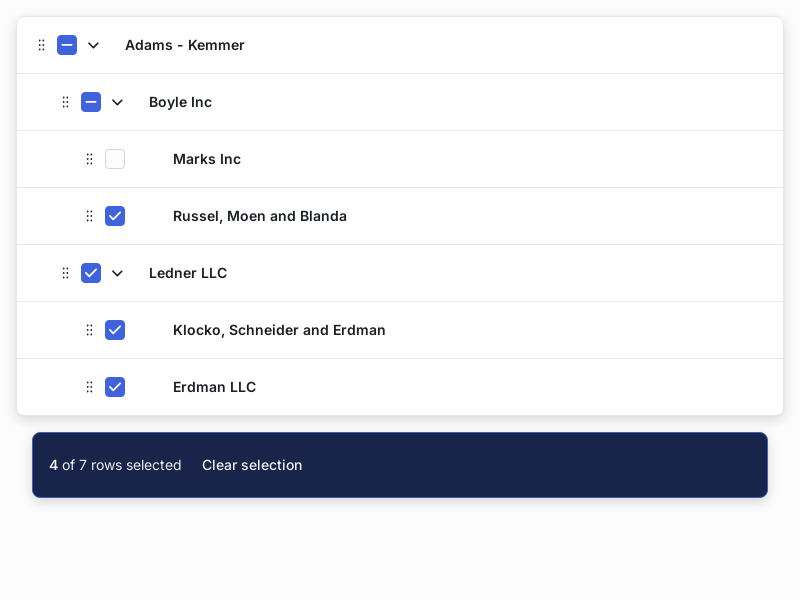 Adams - Kemmer
Boyle Inc
Marks Inc
Russel, Moen and Blanda
Ledner LLC
Klocko, Schneider and Erdman
Erdman LLC
4 of 7 rows selected Clear selection